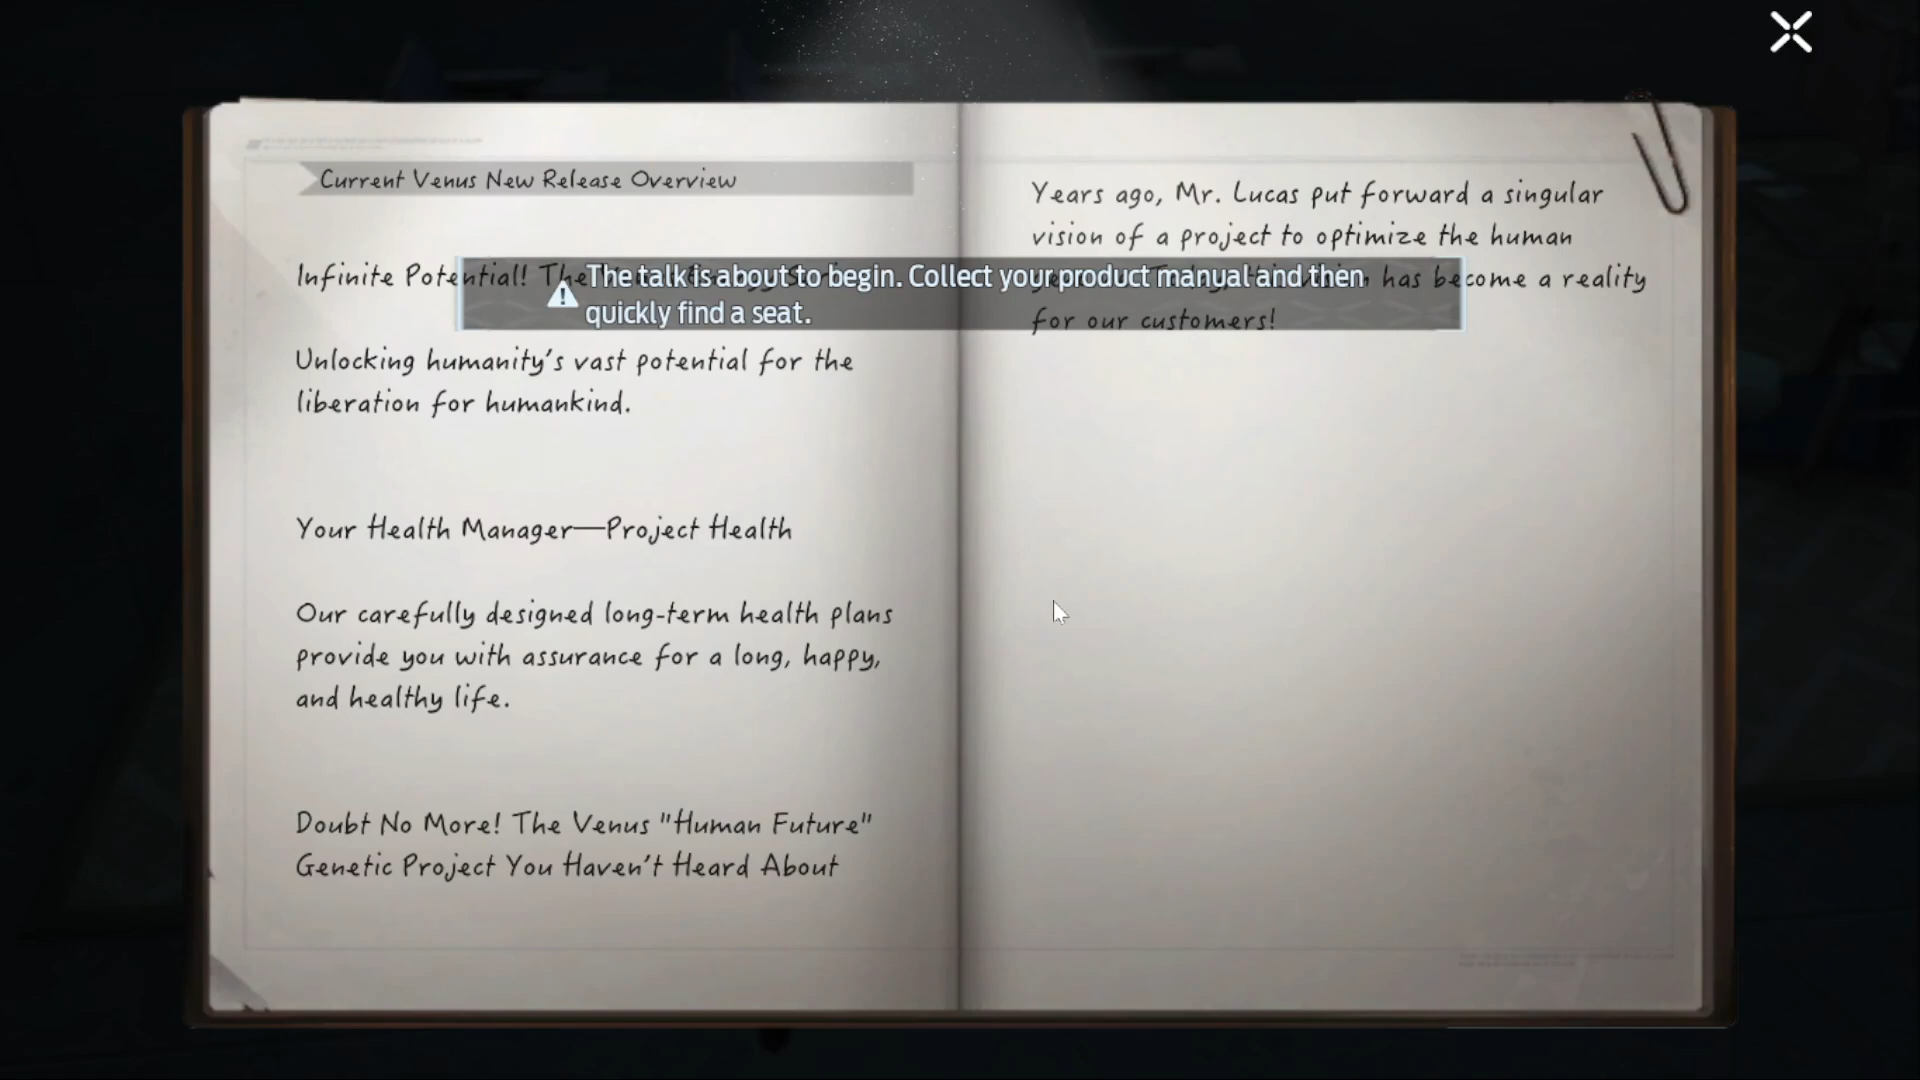 Current Venus New Release Overview
Infinite Potential! The
Unlocking humanity's vast potential for the
liberation for humankind.
Your Health Manager—Project Health
Our carefully designed long-term health plans
provide you with assurance for a long, happy,
and healthy life.
Doubt No More! The Venus "Human Future"
Genetic Project You Haven't Heard About
Years ago, Mr. Lucas put forward a singular
vision of a project to optimize the human
has become a reality
for our customers!
The talk is about to begin. Collect your product manual and then
quickly find a seat.